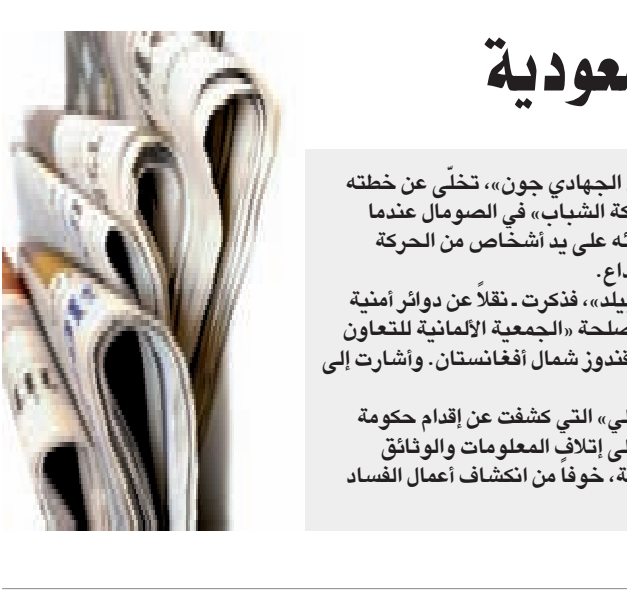 عودية
الجهادي جون»، تخلّى عن خطته
كة الشباب» في الصومال عندما
ئه على يد أشخاص من الحركة
داع.
يلد»، فذكرت ـ نقلاً عن دوائر أمنية
صلحة «الجمعية الألمانية للتعاون
قندوز شمال أفغانستان. وأشارت إلى
لي» التي كشفت عن إقدام حكومة
لى إتلاف المعلومات والوثائق
ة، خوفاً من انكشاف أعمال الفساد